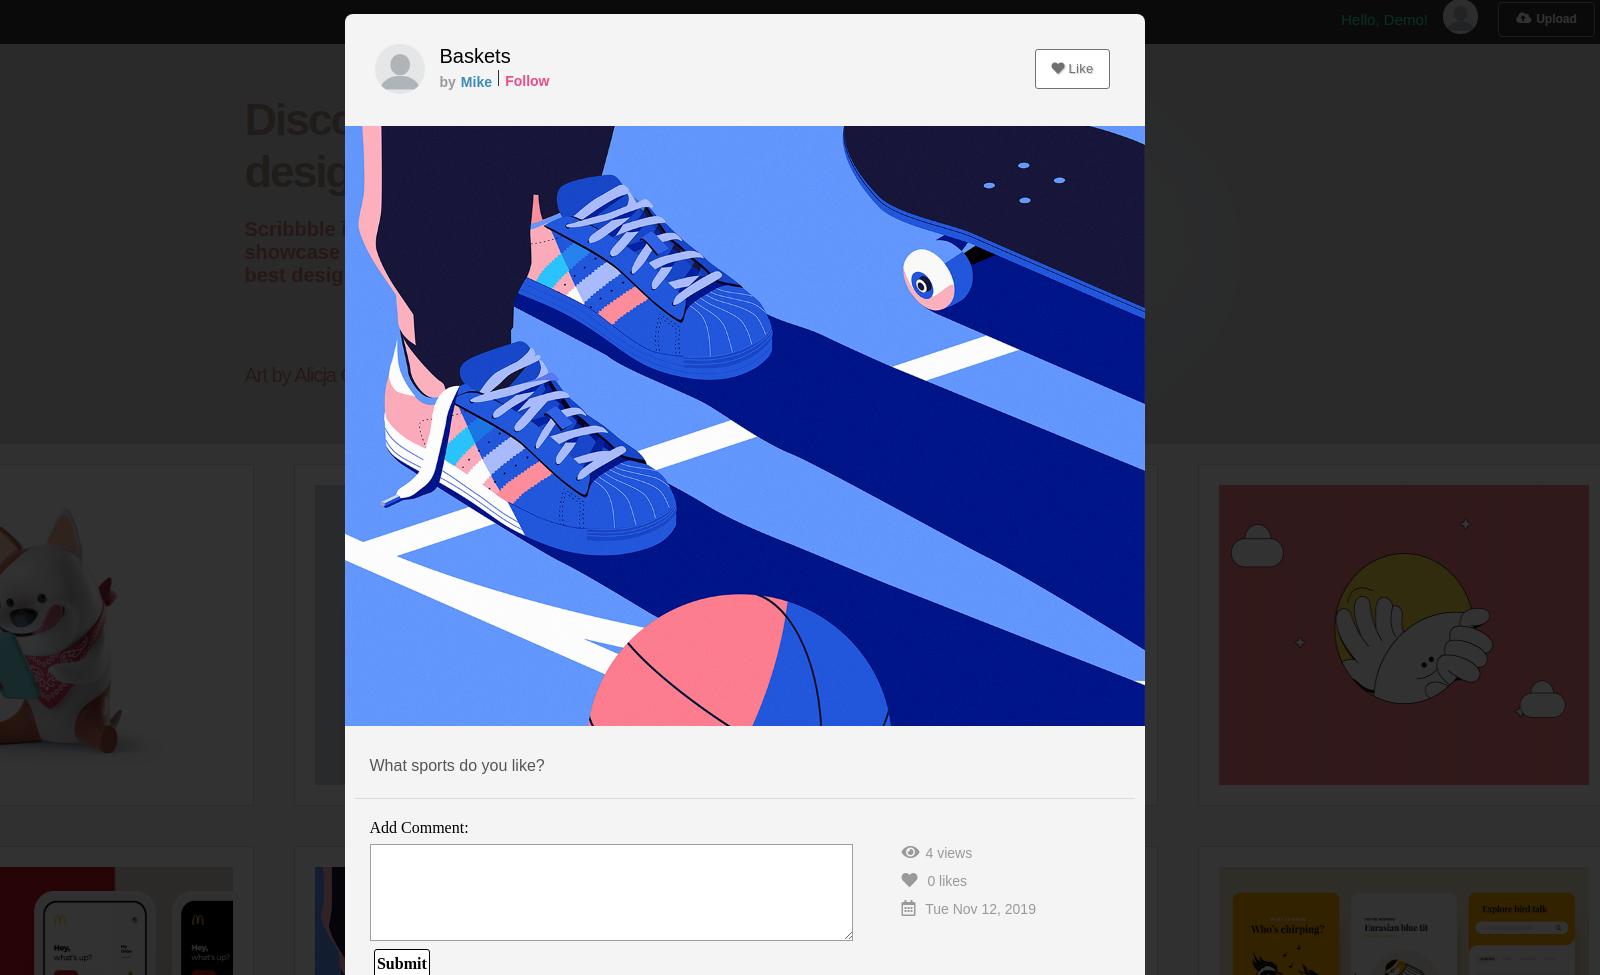 Hello, Demo!
Upload
Baskets
by Mike
Follow
Like
Disco
desig
Scribbble i
showcase
best desig
Art by Alicja
What sports do you like?
Add Comment:
4 views
0 likes
Tue Nov 12, 2019
Submit
Hey,
what's up?
Hey,
what's up?
Who's chirping?
Eurasian blue tit
Explore bird talk